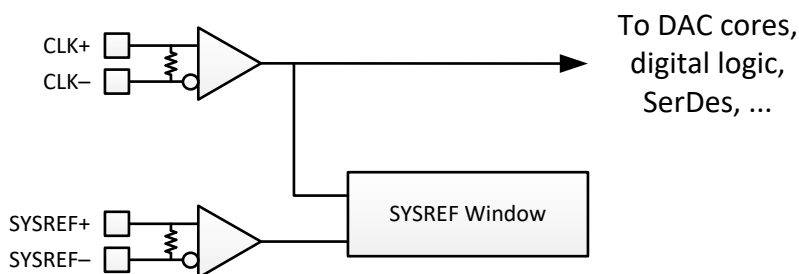 CLK+
CLK–
To DAC cores,
digital logic,
SerDes, ...
SYSREF+
SYSREF–
SYSREF Window